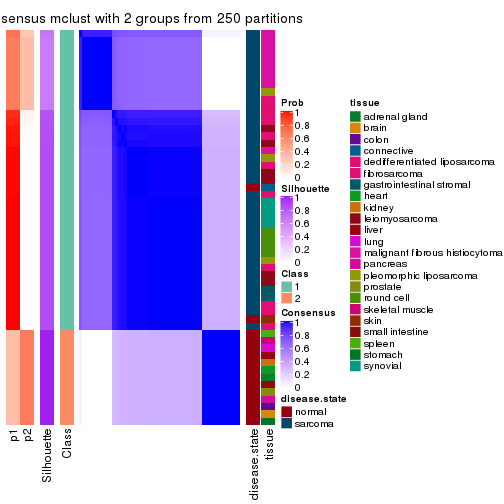 sensus mclust with 2 groups from 250 partitions
Prob
1
0.8
0.6
0.4
0.2
0
Silhouette
1
0.8
0.6
0.4
0.2
0
Class
1
2
Consensus
1
0.8
0.6
0.4
0.2
0
disease.state
normal
sarcoma
tissue
adrenal gland
brain
colon
connective
dedifferentiated liposarcoma
fibrosarcoma
gastrointestinal stromal
heart
kidney
leiomyosarcoma
liver
lung
malignant fibrous histiocytoma
pancreas
pleomorphic liposarcoma
prostate
round cell
skeletal muscle
skin
small intestine
spleen
stomach
synovial
p1
p2
Silhouette
Class
disease.state
tissue